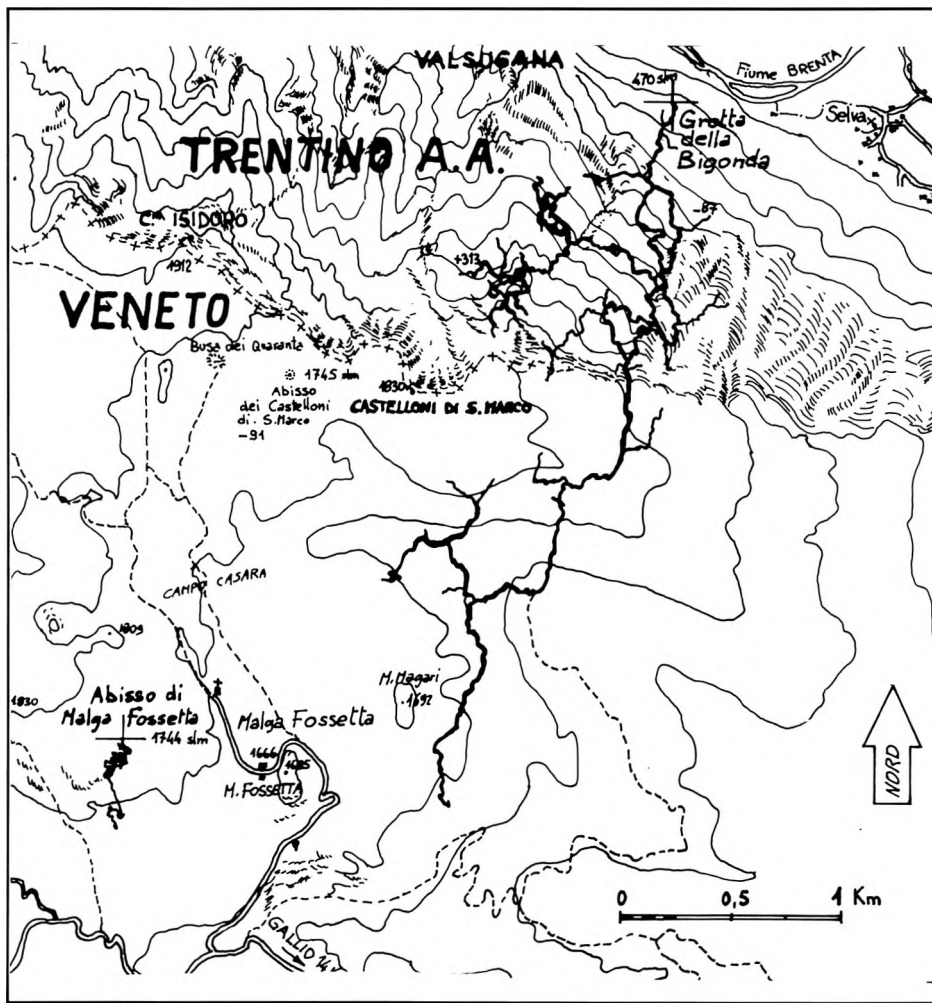 VALSUGANA
Fiume BRENTA
470 slm
Selva
Grotta
della
Bigonda
TRENTINO A.A.
-87
C.ma ISIDORO
+313
1912
VENETO
Busa dei Quaranta
1745 slm
Abisso
dei Castelloni
di S. Marco
-91
1830
CASTELLONI DI S. MARCO
CAMPO CASARA
1809
M. Magari
1692
1830
Abisso di
Malga Fossetta
1744 slm
Malga Fossetta
1666
M. FOSSETTA
NORD
0 0,5 1 Km
GALLIO